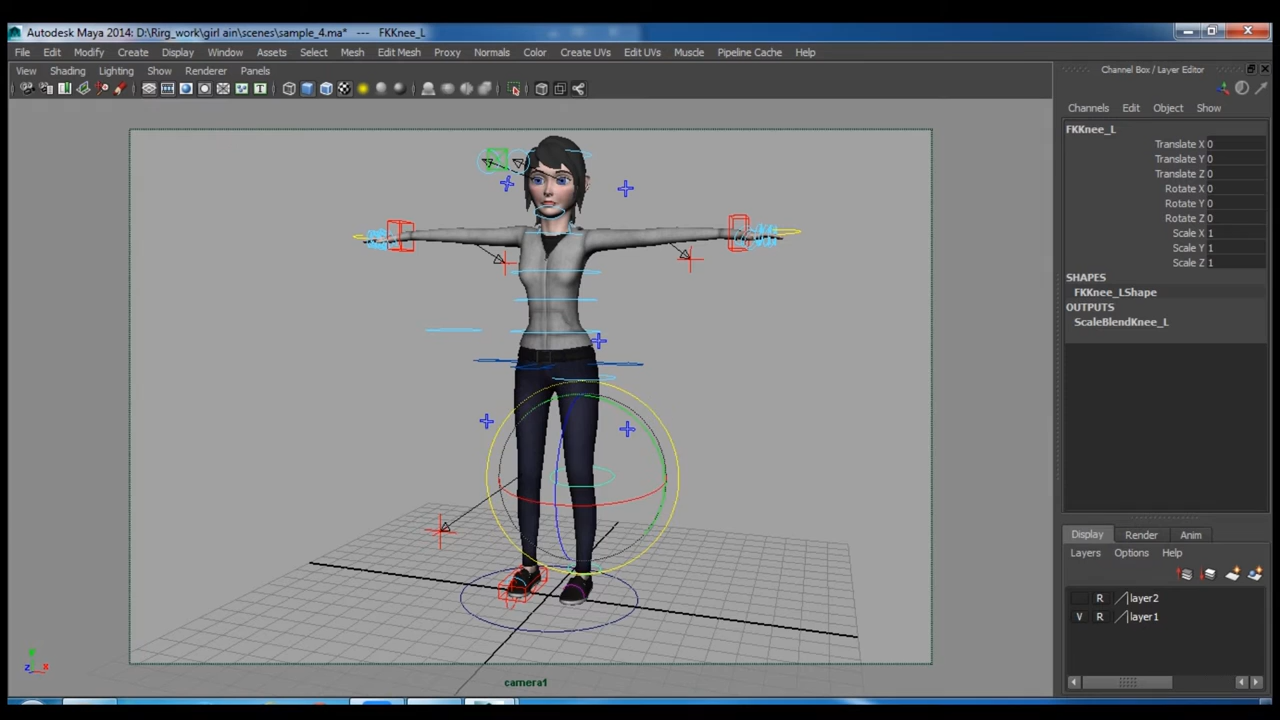 Autodesk Maya 2014: D:\Rirg_work\girl ain\scenes\sample_4.ma* --- FKKnee_L
File Edit Modify Create Display Window Assets Select Mesh Edit Mesh Proxy Normals Color Create UVs Edit UVs Muscle Pipeline Cache Help
View Shading Lighting Show Renderer Panels
Channel Box / Layer Editor
Channels Edit Object Show
FKKnee_L
Translate X 0
Translate Y 0
Translate Z 0
Rotate X 0
Rotate Y 0
Rotate Z 0
Scale X 1
Scale Y 1
Scale Z 1
SHAPES
FKKnee_LShape
OUTPUTS
ScaleBlendKnee_L
Display Render Anim
Layers Options Help
R layer2
V R layer1
z x
camera1